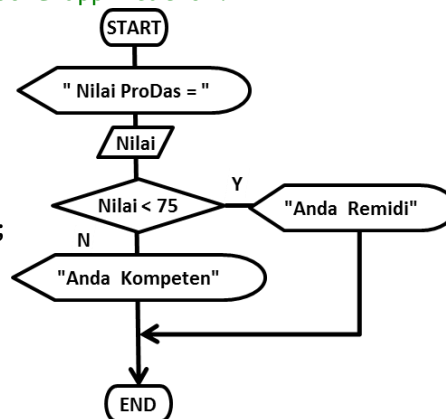 START
" Nilai ProDas = "
Nilai
Nilai < 75
Y
"Anda Remidi"
;
N
"Anda Kompeten"
END